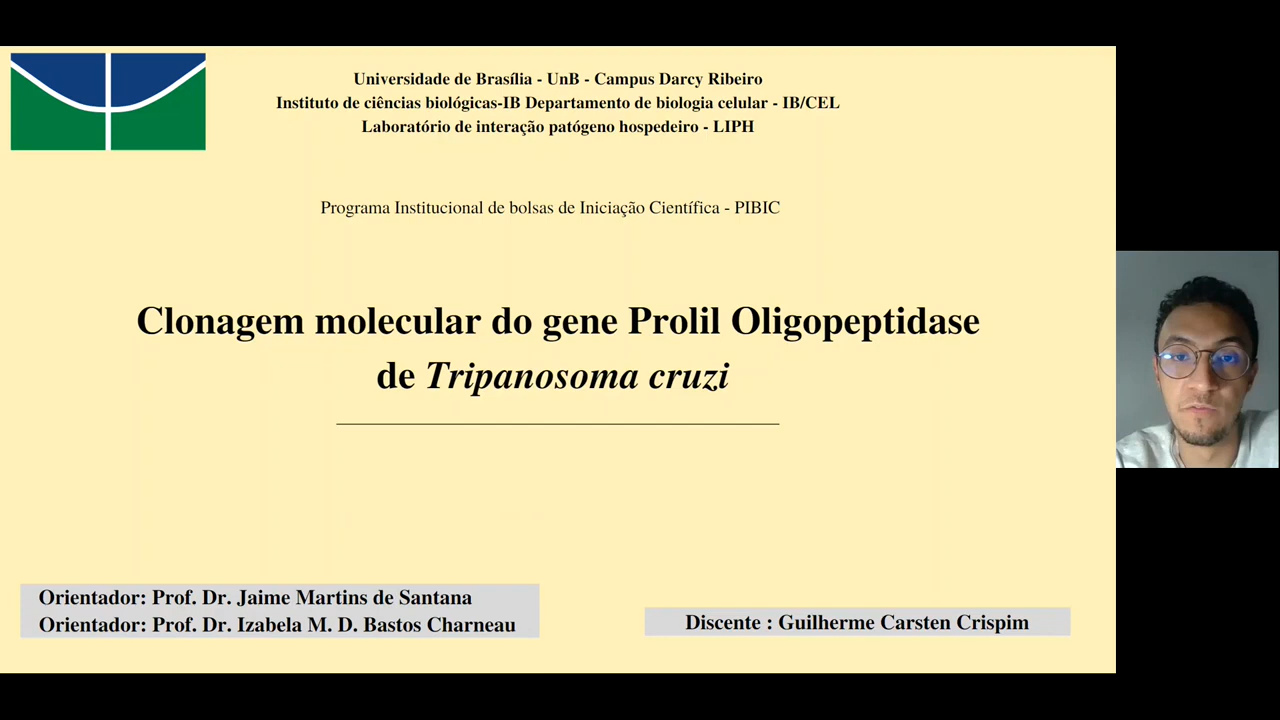 Universidade de Brasília - UnB - Campus Darcy Ribeiro
Instituto de ciências biológicas-IB Departamento de biologia celular - IB/CEL
Laboratório de interação patógeno hospedeiro - LIPH
Programa Institucional de bolsas de Iniciação Científica - PIBIC
Clonagem molecular do gene Prolil Oligopeptidase
de Tripanosoma cruzi
Orientador: Prof. Dr. Jaime Martins de Santana
Orientador: Prof. Dr. Izabela M. D. Bastos Charneau
Discente : Guilherme Carsten Crispim